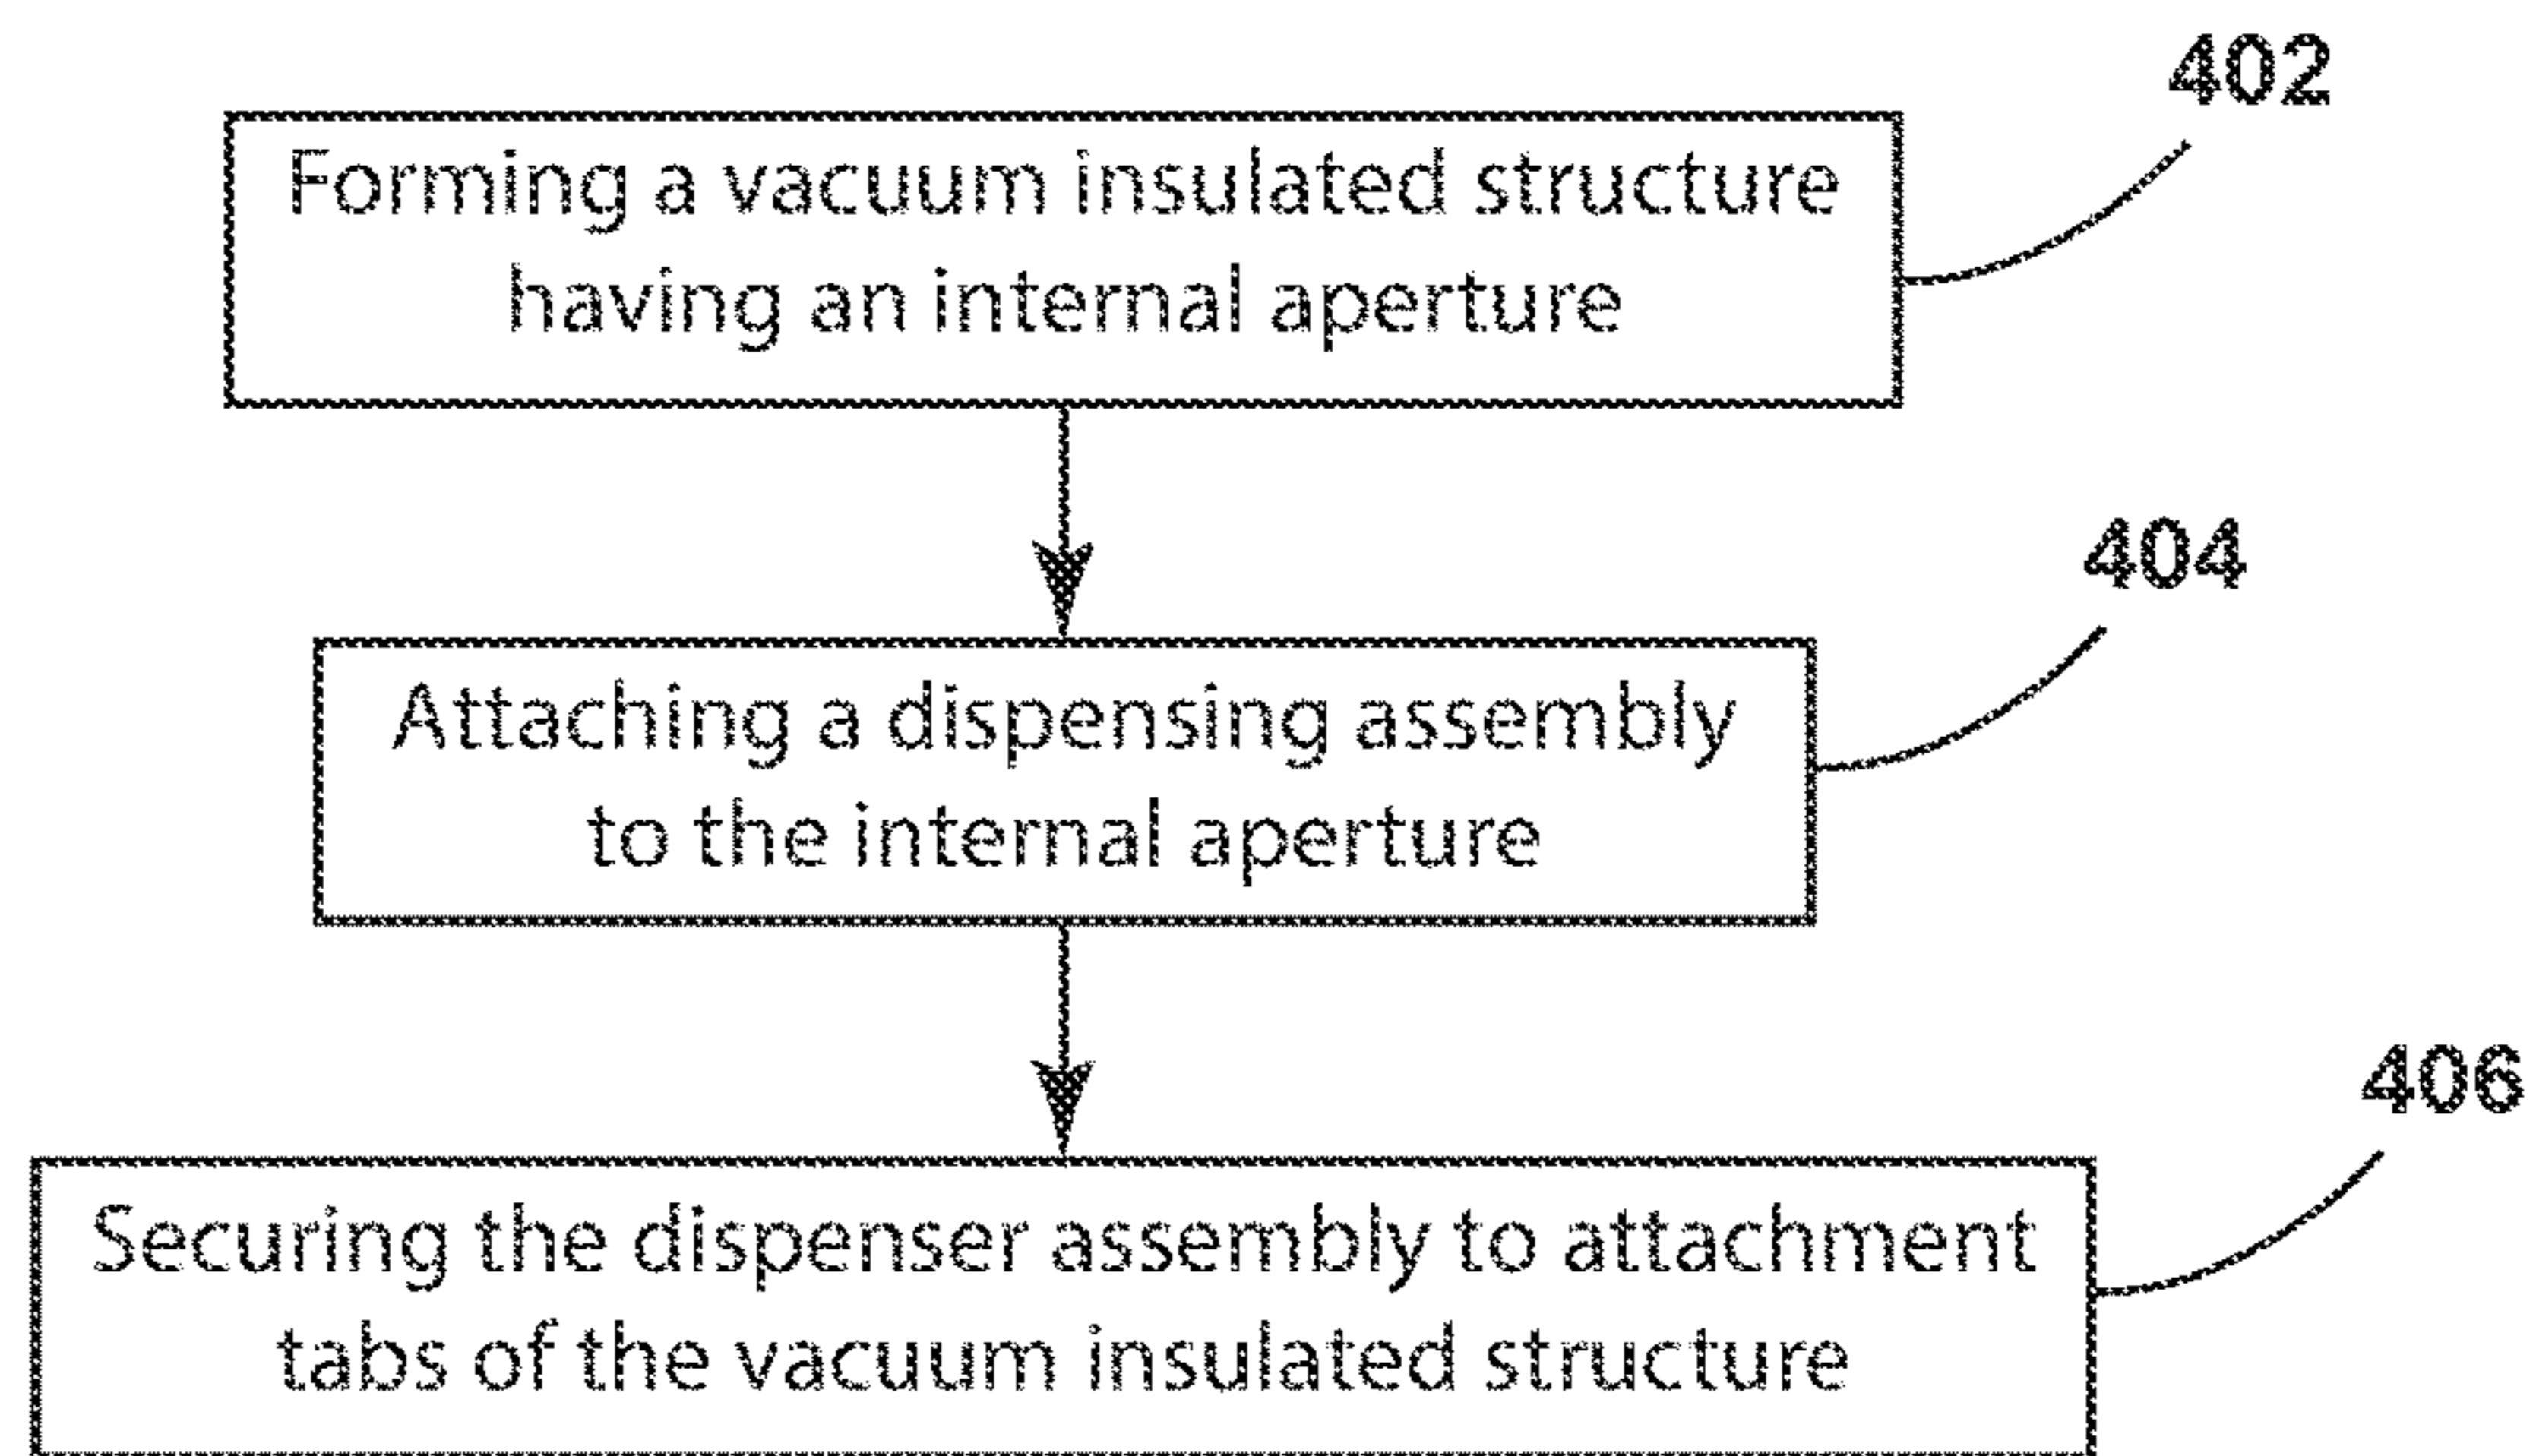 402
Forming a vacuum insulated structure
having an internal aperture
404
Attaching a dispensing assembly
to the internal aperture
406
Securing the dispenser assembly to attachment
tabs of the vacuum insulated structure